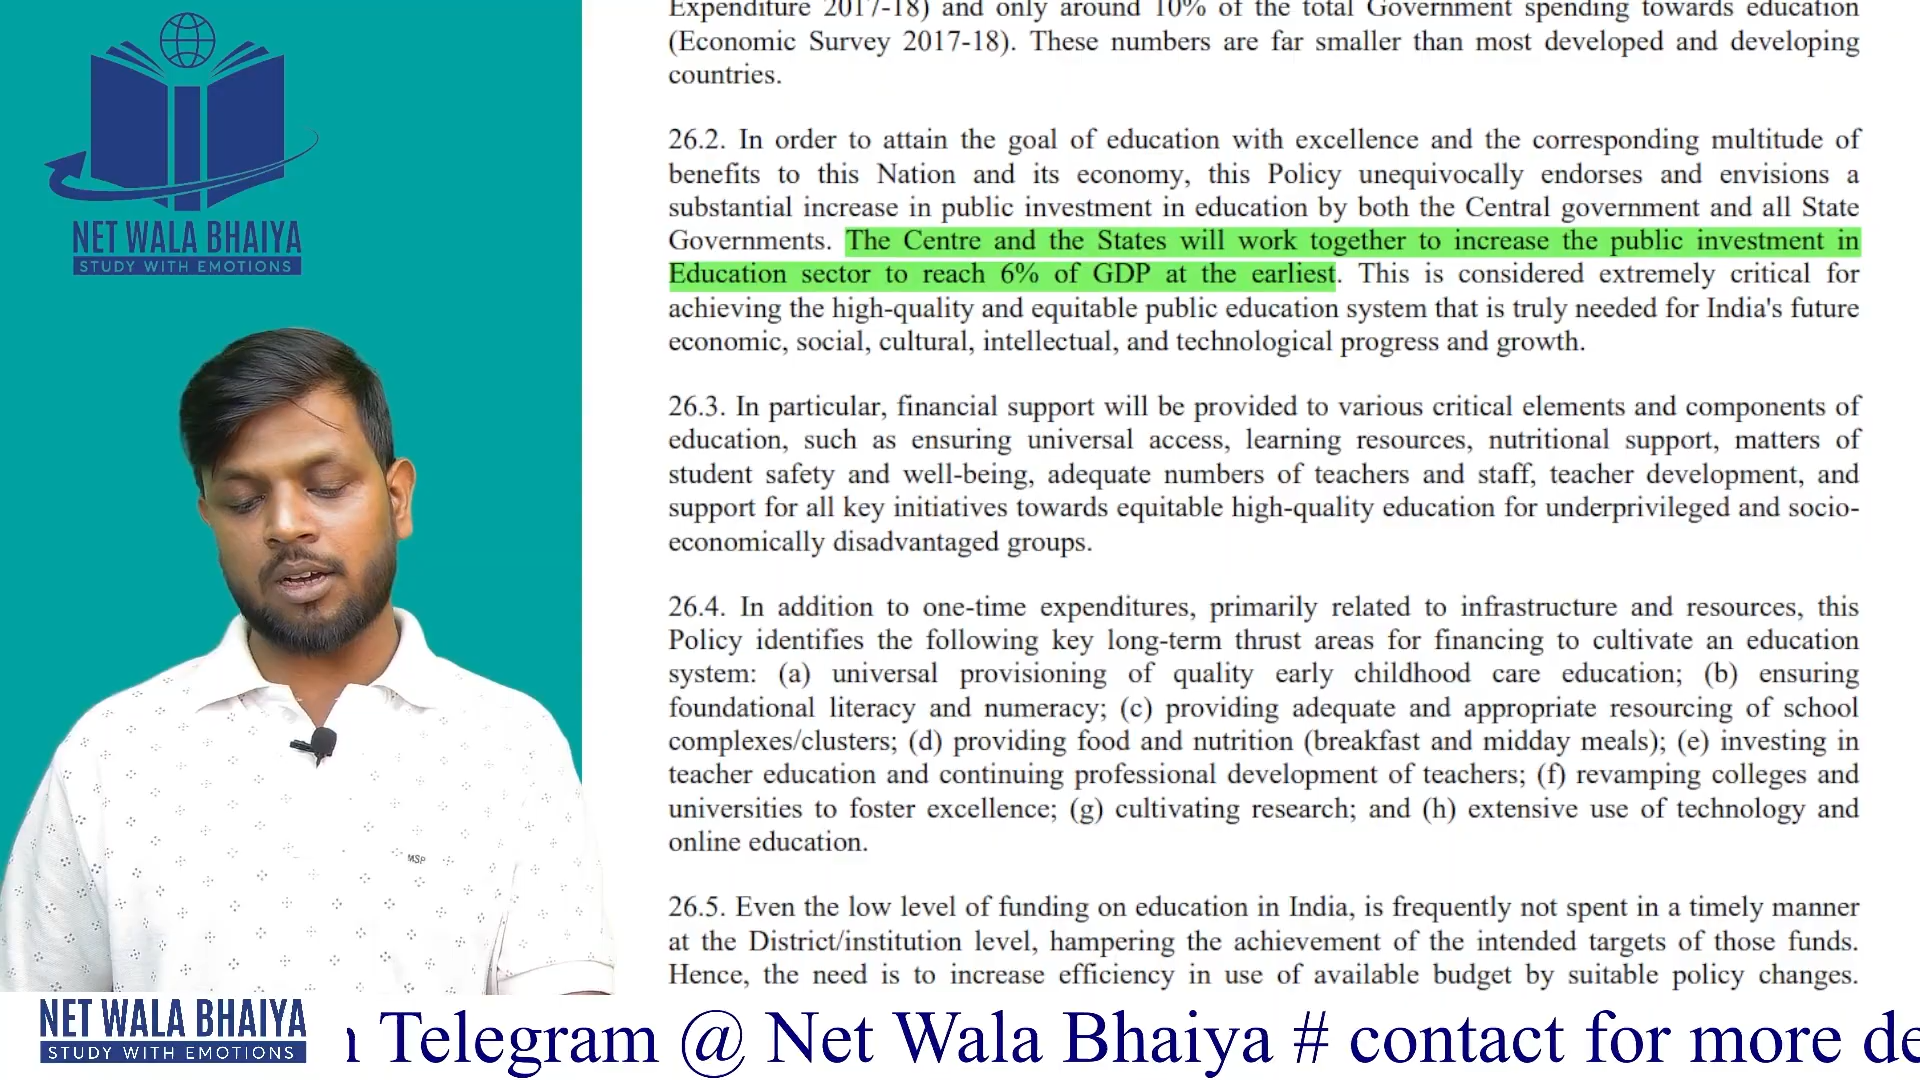 NET WALA BHAIYA
STUDY WITH EMOTIONS
Expenditure 2017-18) and only around 10% of the total Government spending towards education
(Economic Survey 2017-18). These numbers are far smaller than most developed and developing
countries.
26.2. In order to attain the goal of education with excellence and the corresponding multitude of
benefits to this Nation and its economy, this Policy unequivocally endorses and envisions a
substantial increase in public investment in education by both the Central government and all State
Governments. The Centre and the States will work together to increase the public investment in
Education sector to reach 6% of GDP at the earliest. This is considered extremely critical for
achieving the high-quality and equitable public education system that is truly needed for India's future
economic, social, cultural, intellectual, and technological progress and growth.
26.3. In particular, financial support will be provided to various critical elements and components of
education, such as ensuring universal access, learning resources, nutritional support, matters of
student safety and well-being, adequate numbers of teachers and staff, teacher development, and
support for all key initiatives towards equitable high-quality education for underprivileged and socio-
economically disadvantaged groups.
26.4. In addition to one-time expenditures, primarily related to infrastructure and resources, this
Policy identifies the following key long-term thrust areas for financing to cultivate an education
system: (a) universal provisioning of quality early childhood care education; (b) ensuring
foundational literacy and numeracy; (c) providing adequate and appropriate resourcing of school
complexes/clusters; (d) providing food and nutrition (breakfast and midday meals); (e) investing in
teacher education and continuing professional development of teachers; (f) revamping colleges and
universities to foster excellence; (g) cultivating research; and (h) extensive use of technology and
online education.
26.5. Even the low level of funding on education in India, is frequently not spent in a timely manner
at the District/institution level, hampering the achievement of the intended targets of those funds.
Hence, the need is to increase efficiency in use of available budget by suitable policy changes.
MSP
NET WALA BHAIYA
STUDY WITH EMOTIONS
Telegram @ Net Wala Bhaiya # contact for more de